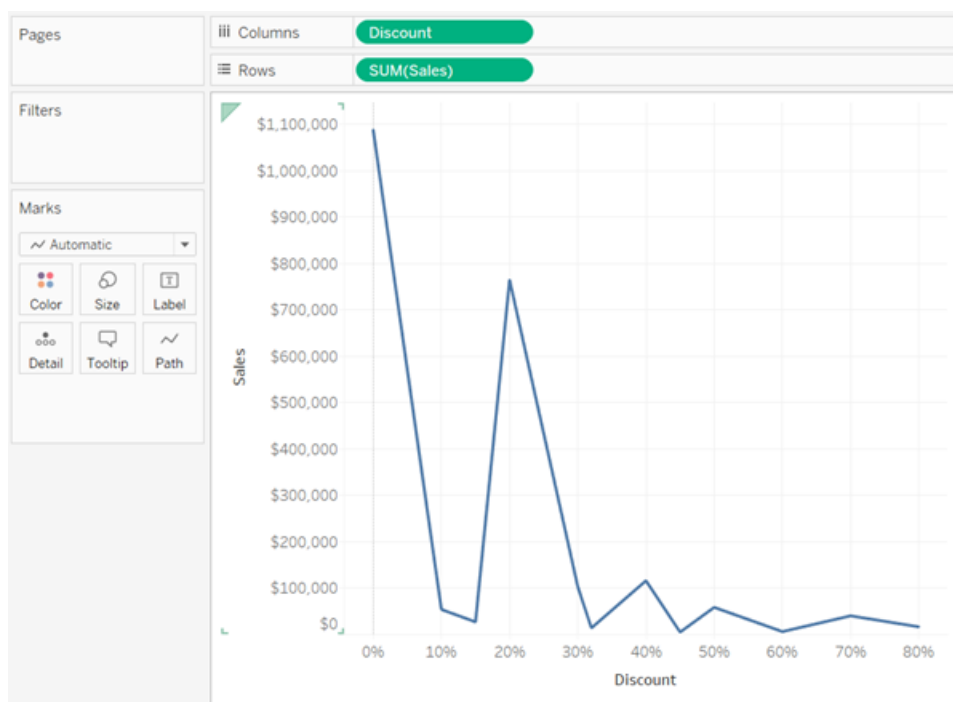 Pages
Columns
Discount
Rows
SUM(Sales)
Filters
Marks
Automatic
Color
Size
Label
Detail
Tooltip
Path
Sales
$1,100,000
$1,000,000
$900,000
$800,000
$700,000
$600,000
$500,000
$400,000
$300,000
$200,000
$100,000
$0
0% 10% 20% 30% 40% 50% 60% 70% 80%
Discount